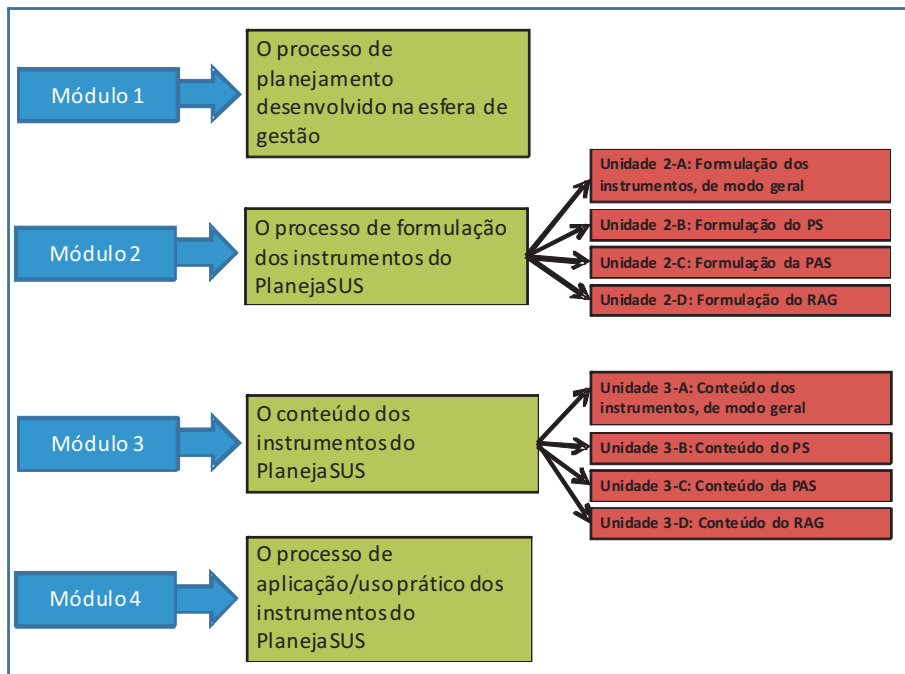 Módulo 1
O processo de
planejamento
desenvolvido na esfera de
gestão
Módulo 2
O processo de formulação
dos instrumentos do
PlanejaSUS
Unidade 2-A: Formulação dos
instrumentos, de modo geral
Unidade 2-B: Formulação do PS
Unidade 2-C: Formulação da PAS
Unidade 2-D: Formulação do RAG
Módulo 3
O conteúdo dos
instrumentos do
PlanejaSUS
Unidade 3-A: Conteúdo dos
instrumentos, de modo geral
Unidade 3-B: Conteúdo do PS
Unidade 3-C: Conteúdo da PAS
Unidade 3-D: Conteúdo do RAG
Módulo 4
O processo de
aplicação/uso prático dos
instrumentos do
PlanejaSUS